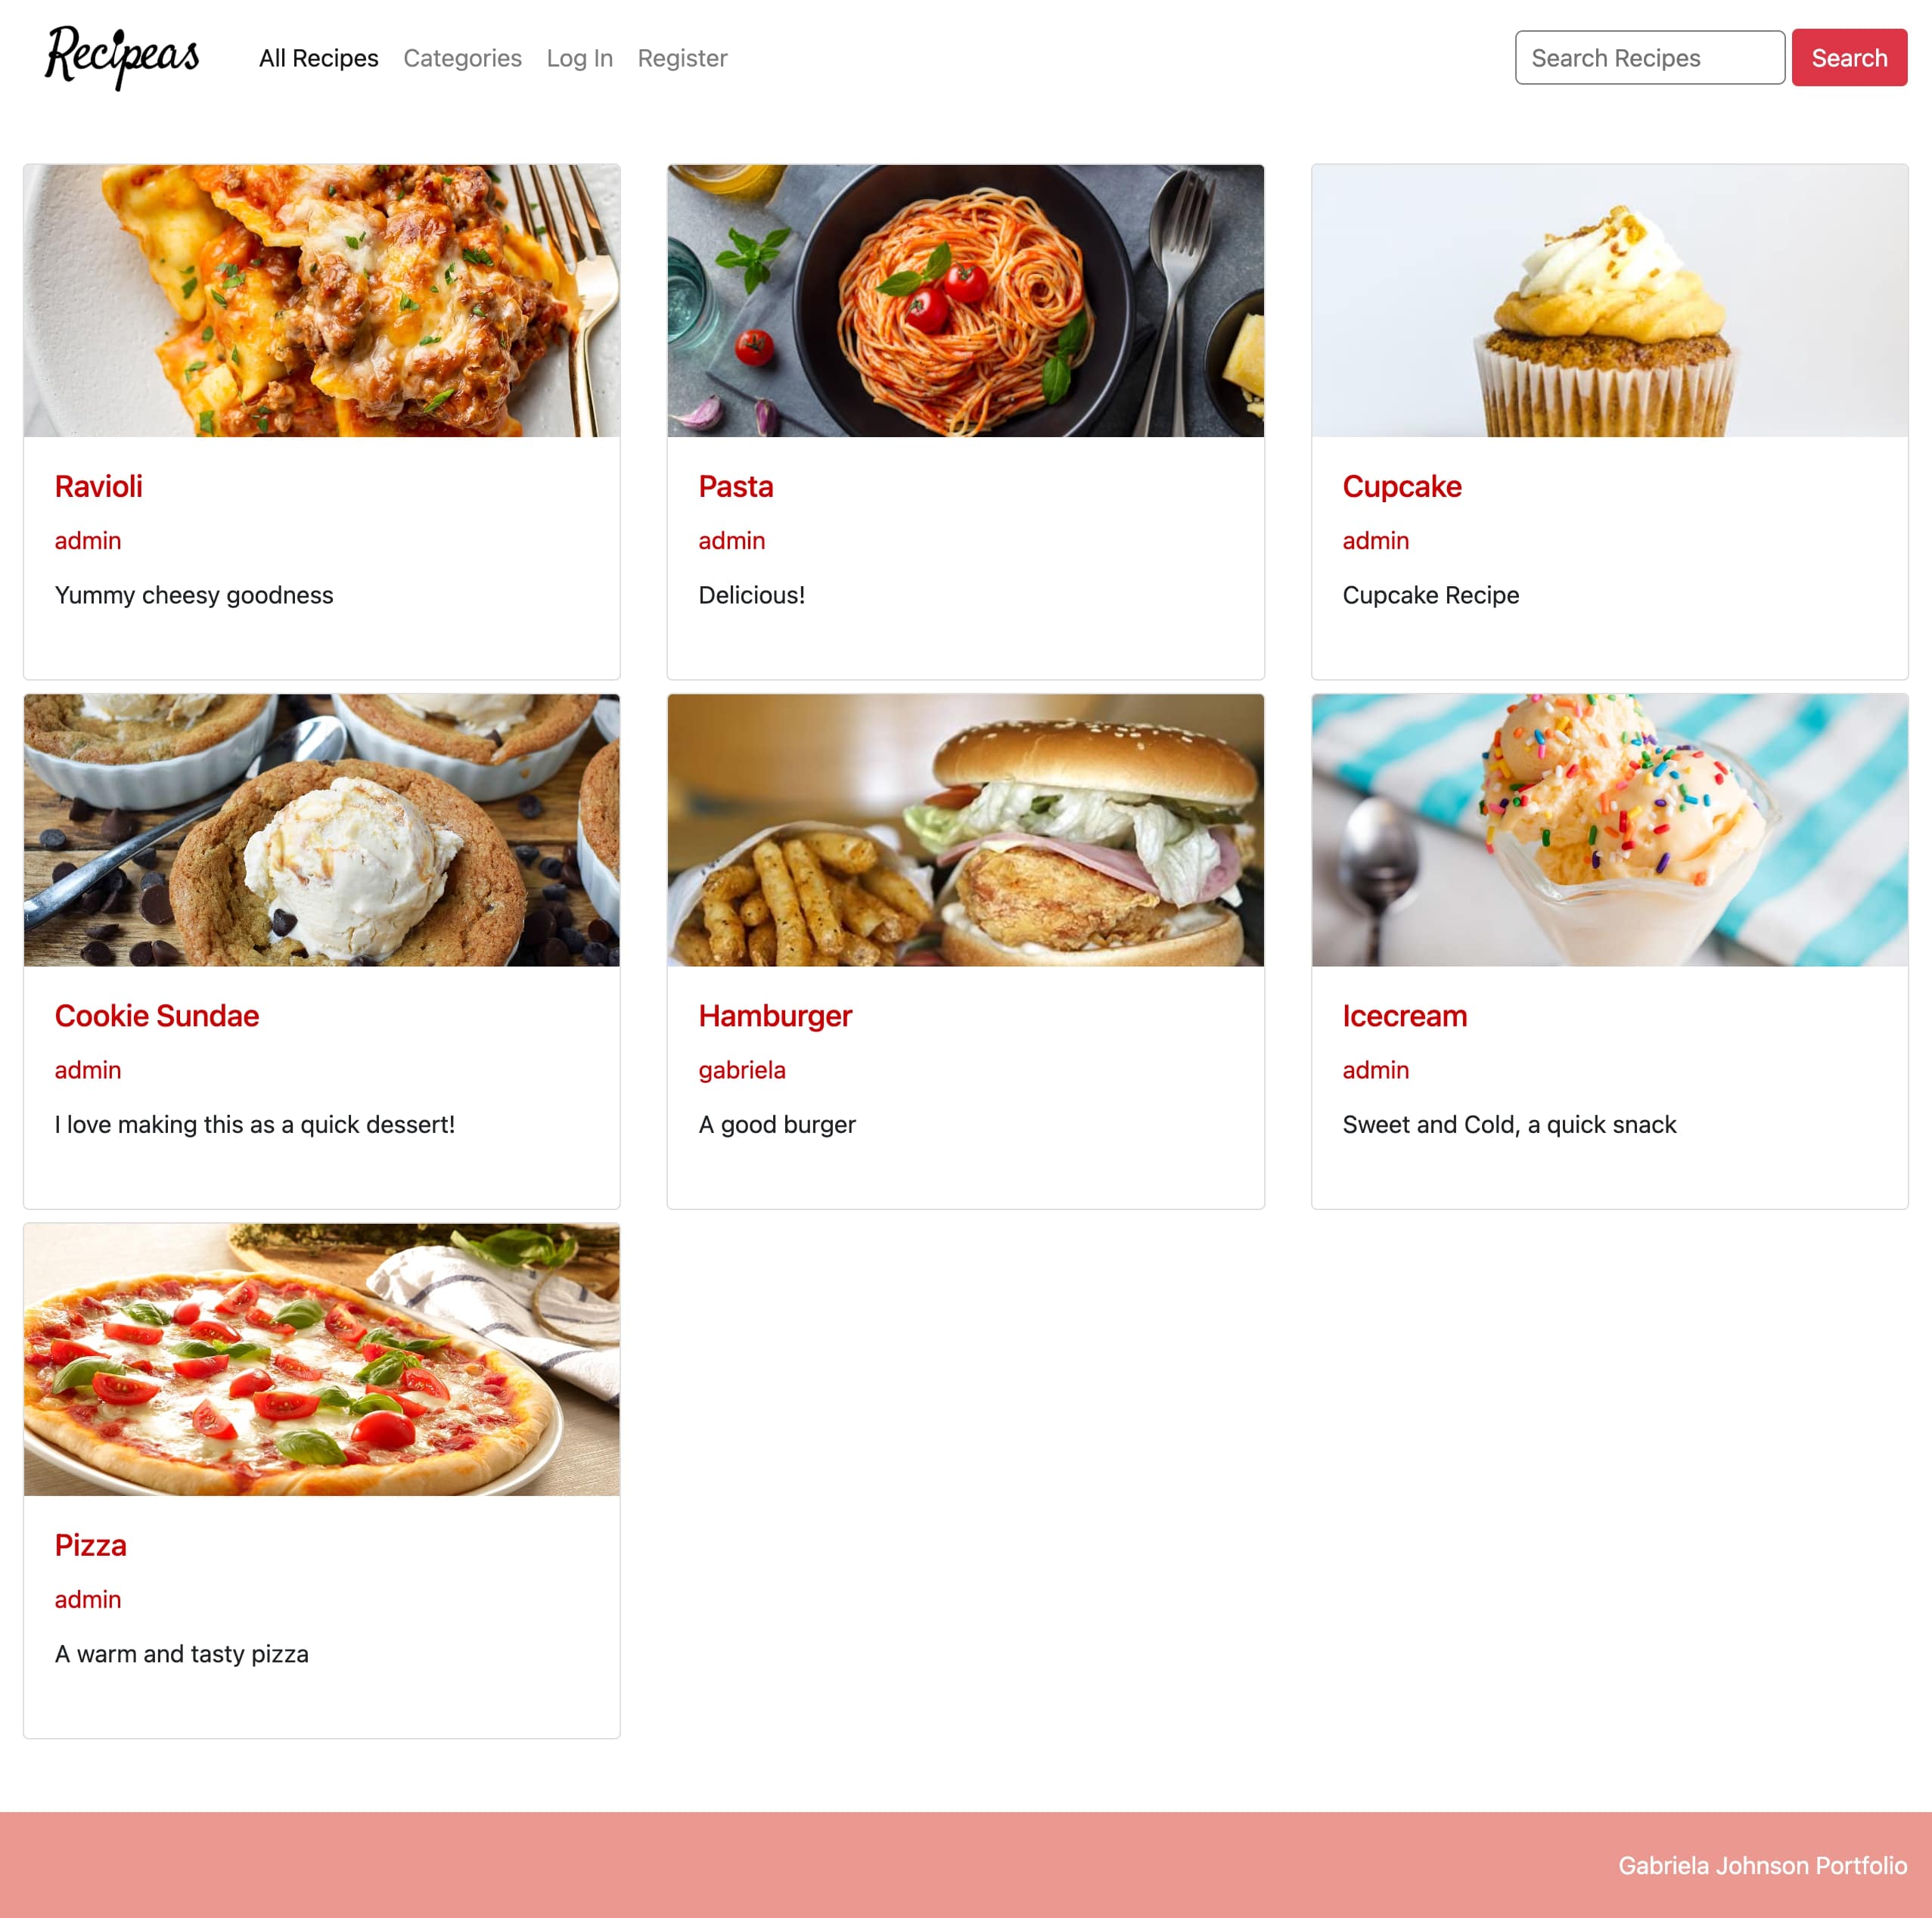 Recipeas
All Recipes Categories Log In Register
Search Recipes Search
Ravioli
admin
Yummy cheesy goodness
Pasta
admin
Delicious!
Cupcake
admin
Cupcake Recipe
Cookie Sundae
admin
I love making this as a quick dessert!
Hamburger
gabriela
A good burger
Icecream
admin
Sweet and Cold, a quick snack
Pizza
admin
A warm and tasty pizza
Gabriela Johnson Portfolio